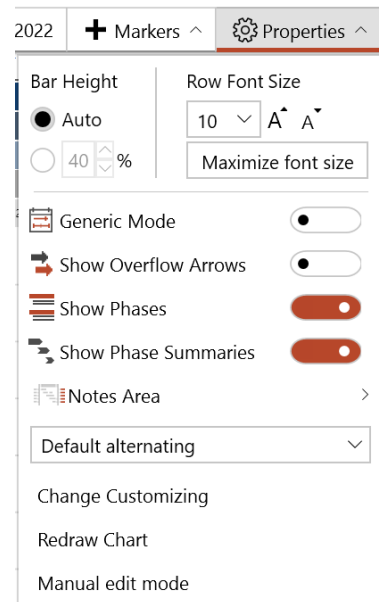 2022 Markers Properties
Bar Height Row Font Size
Auto 10 A A
40 % Maximize font size
Generic Mode
Show Overflow Arrows
Show Phases
Show Phase Summaries
Notes Area
Default alternating
Change Customizing
Redraw Chart
Manual edit mode